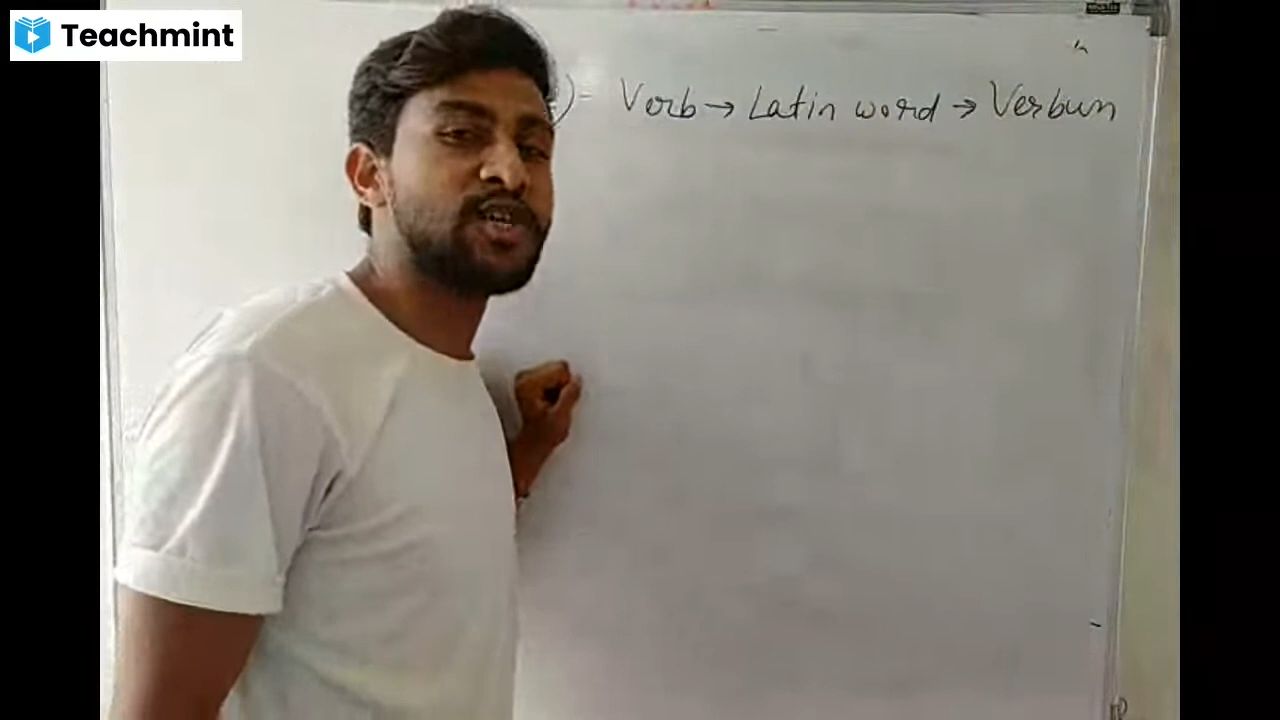 Teachmint
)- Verb → Latin word → Verbum